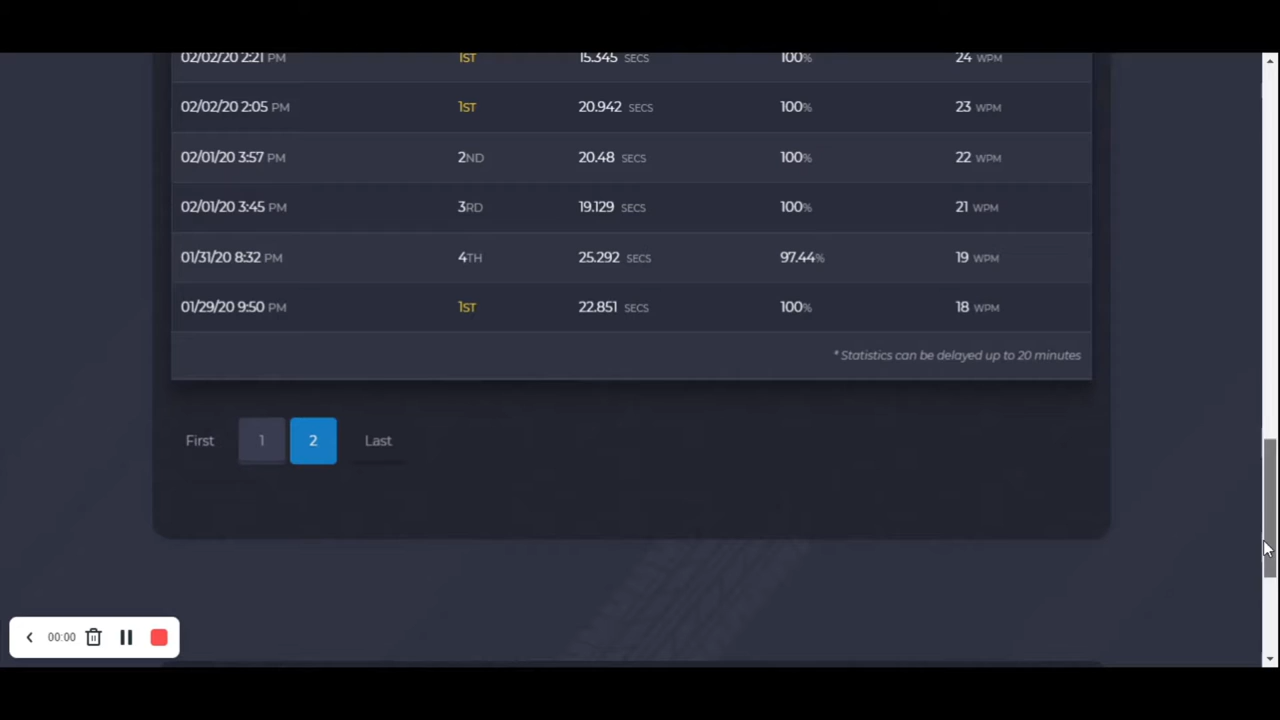 02/02/20 2:21 PM 1ST 15.345 SECS 100% 24 WPM
02/02/20 2:05 PM 1ST 20.942 SECS 100% 23 WPM
02/01/20 3:57 PM 2ND 20.48 SECS 100% 22 WPM
02/01/20 3:45 PM 3RD 19.129 SECS 100% 21 WPM
01/31/20 8:32 PM 4TH 25.292 SECS 97.44% 19 WPM
01/29/20 9:50 PM 1ST 22.851 SECS 100% 18 WPM
* Statistics can be delayed up to 20 minutes
First 1 2 Last
00:00